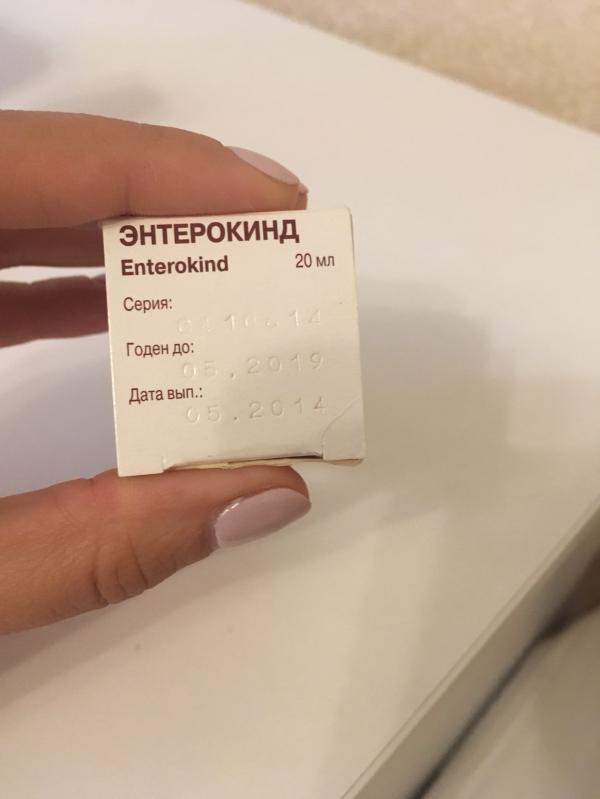 ЭНТЕРОКИНД
Enterokind 20 мл
Серия:
Годен до:
05.2019
Дата вып.:
05.2014